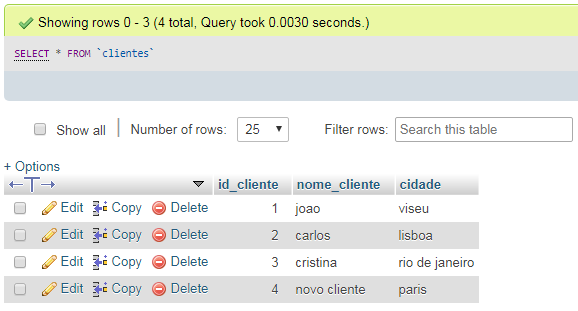 Showing rows 0 - 3 (4 total, Query took 0.0030 seconds.)
SELECT * FROM `clientes`
Show all Number of rows: 25 Filter rows: Search this table
+ Options
id_cliente nome_cliente cidade
Edit Copy Delete 1 joao viseu
Edit Copy Delete 2 carlos lisboa
Edit Copy Delete 3 cristina rio de janeiro
Edit Copy Delete 4 novo cliente paris